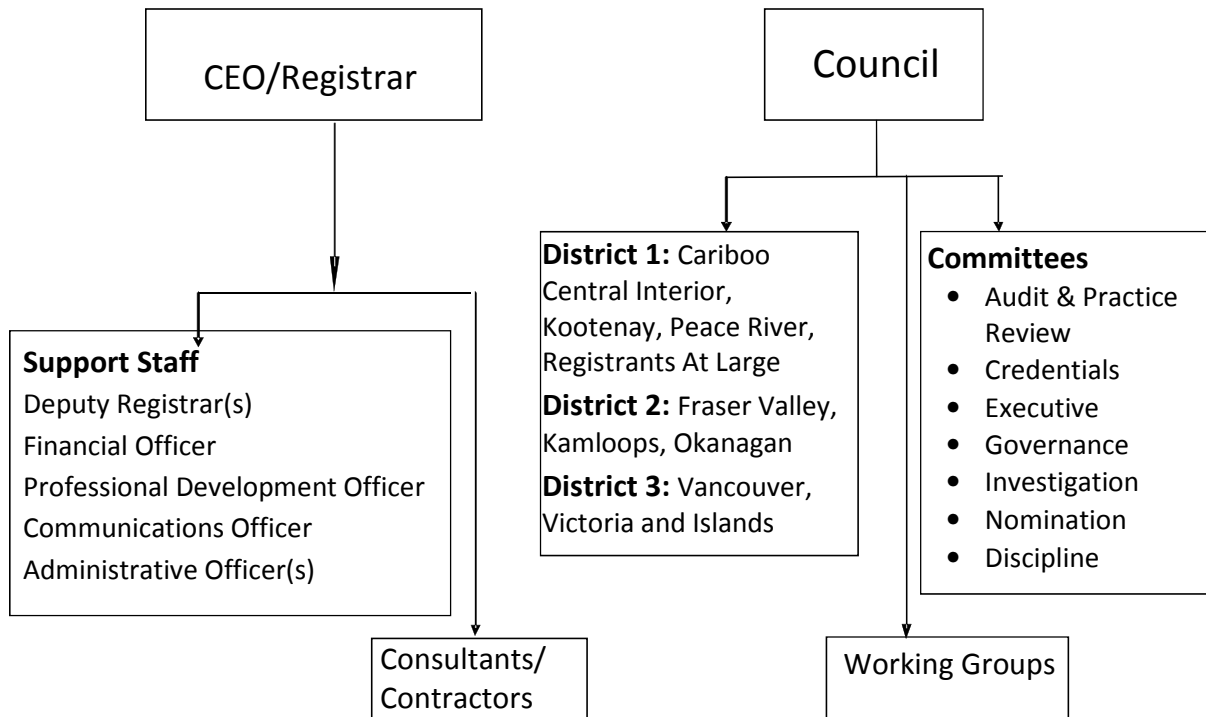 CEO/Registrar
Council
Support Staff
Deputy Registrar(s)
Financial Officer
Professional Development Officer
Communications Officer
Administrative Officer(s)
Consultants/
Contractors
District 1: Cariboo
Central Interior,
Kootenay, Peace River,
Registrants At Large
District 2: Fraser Valley,
Kamloops, Okanagan
District 3: Vancouver,
Victoria and Islands
Committees
• Audit & Practice
Review
• Credentials
• Executive
• Governance
• Investigation
• Nomination
• Discipline
Working Groups